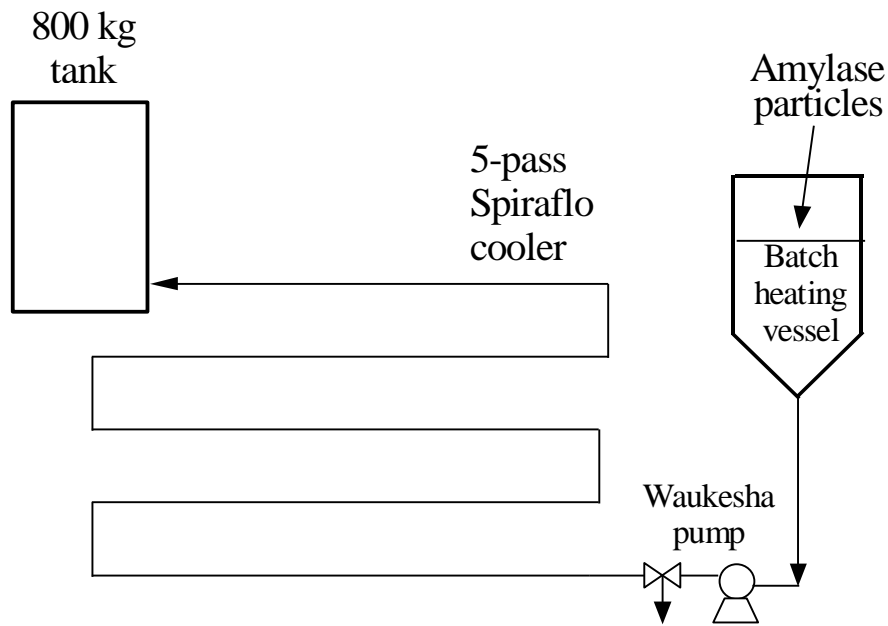 800 kg
tank
Amylase
particles
5-pass
Spiraflo
cooler
Batch
heating
vessel
Waukesha
pump